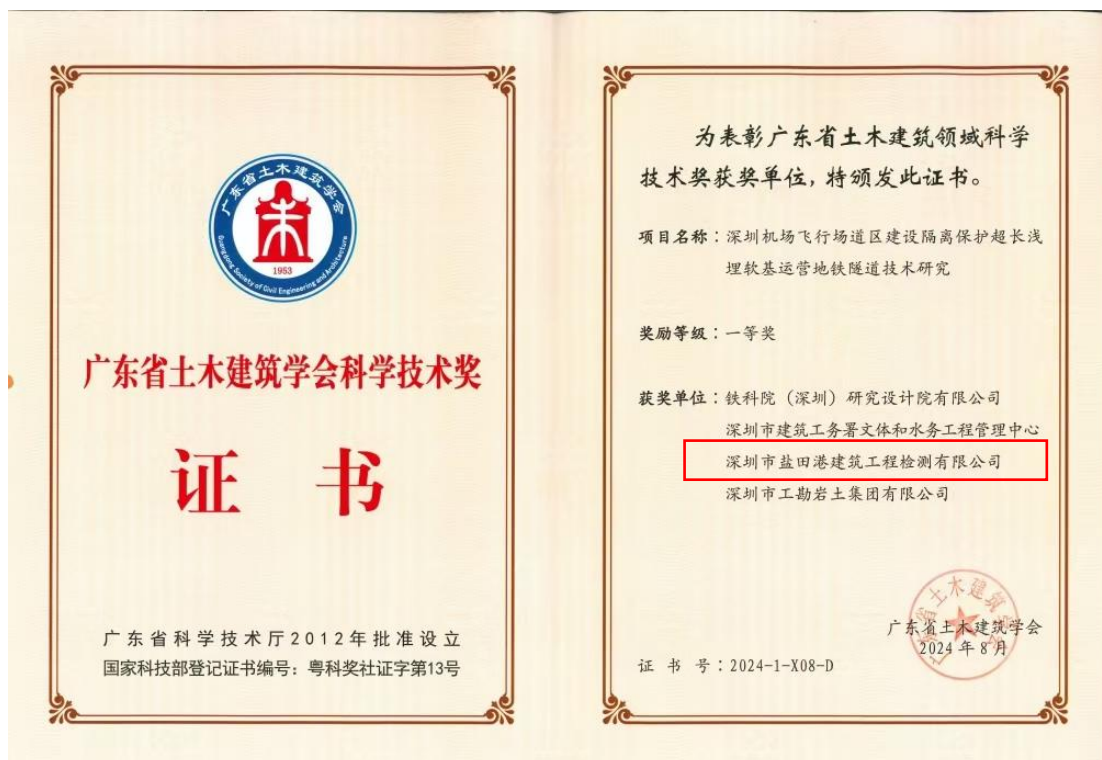 广东省土木建筑学会
1953
Guangdong Society of Civil Engineering and Architecture
广东省土木建筑学会科学技术奖
证 书
广东省科学技术厅2012年批准设立
国家科技部登记证书编号：粤科奖社证字第13号
为表彰广东省土木建筑领域科学
技术奖获奖单位，特颁发此证书。
项目名称：深圳机场飞行场道区建设隔离保护超长浅
埋软基运营地铁隧道技术研究
奖励等级：一等奖
获奖单位：铁科院（深圳）研究设计院有限公司
深圳市建筑工务署文体和水务工程管理中心
深圳市盐田港建筑工程检测有限公司
深圳市工勘岩土集团有限公司
广东省土木建筑学会
广东省土木建筑学会
2024年8月
证 书 号：2024-1-X08-D